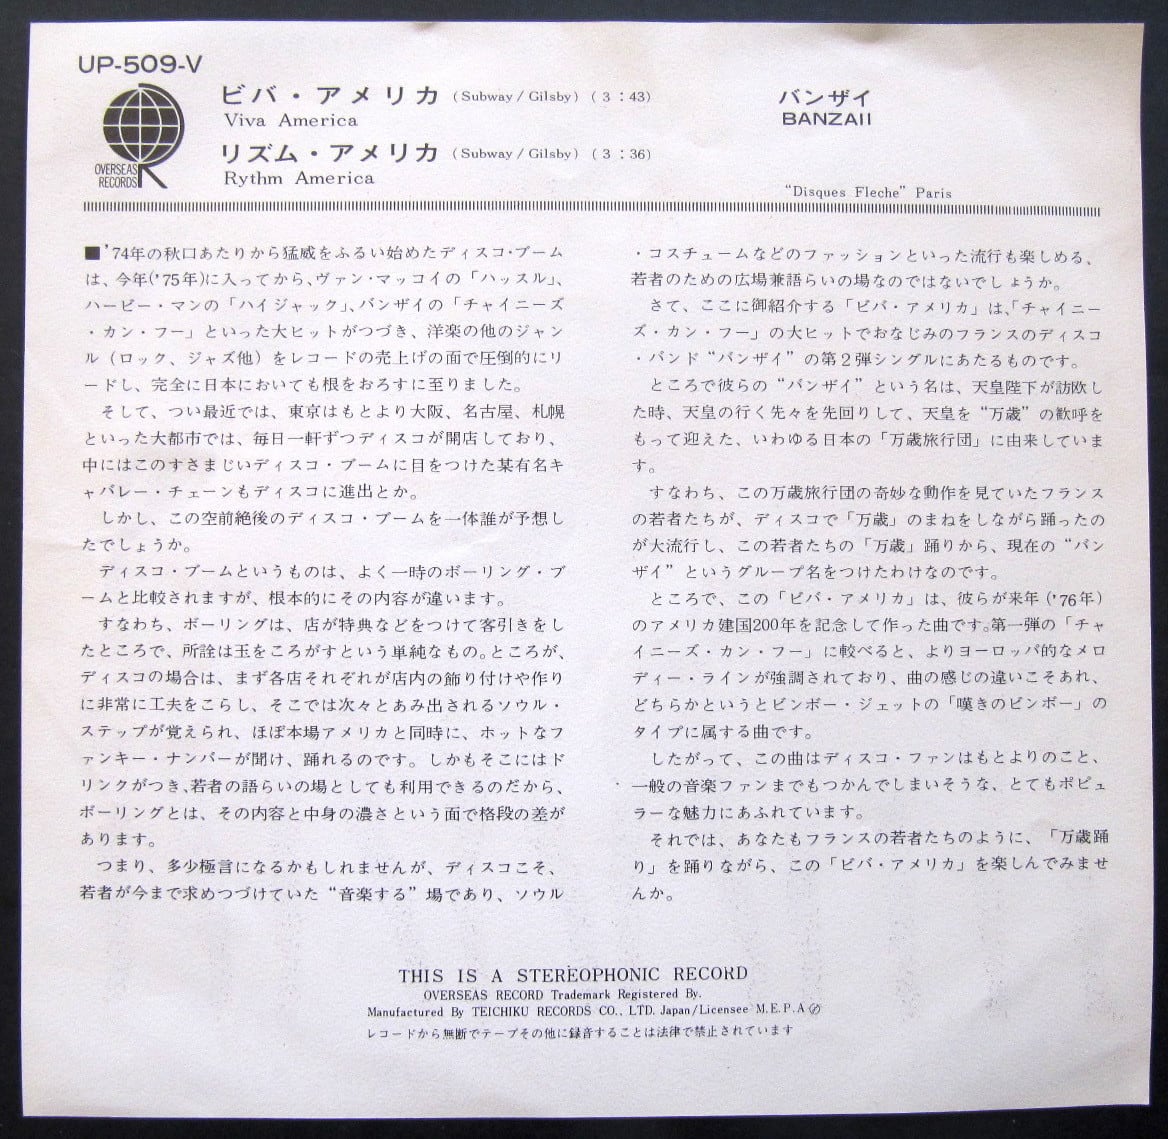 UP-509-V
OVERSEAS
RECORDS
ビバ・アメリカ (Subway/Gilsby) (3：43)
Viva America
リズム・アメリカ (Subway/Gilsby) (3：36)
Rythm America
バンザイ
BANZAII
“Disques Fleche” Paris
■'74年の秋口あたりから猛威をふるい始めたディスコ・ブーム
は、今年('75年)に入ってから、ヴァン・マッコイの「ハッスル」、
ハービー・マンの「ハイジャック」、バンザイの「チャイニーズ
・カン・フー」といった大ヒットがつづき、洋楽の他のジャン
ル（ロック、ジャズ他）をレコードの売上げの面で圧倒的にリ
ードし、完全に日本においても根をおろすに至りました。
そして、つい最近では、東京はもとより大阪、名古屋、札幌
といった大都市では、毎日一軒ずつディスコが開店しており、
中にはこのすさまじいディスコ・ブームに目をつけた某有名キ
ャバレー・チェーンもディスコに進出とか。
しかし、この空前絶後のディスコ・ブームを一体誰が予想し
たでしょうか。
ディスコ・ブームというものは、よく一時のボーリング・ブ
ームと比較されますが、根本的にその内容が違います。
すなわち、ボーリングは、店が特典などをつけて客引きをし
たところで、所詮は玉をころがすという単純なもの。ところが、
ディスコの場合は、まず各店それぞれが店内の飾り付けや作り
に非常に工夫をこらし、そこでは次々とあみ出されるソウル・
ステップが覚えられ、ほぼ本場アメリカと同時に、ホットなフ
ァンキー・ナンバーが聞け、踊れるのです。しかもそこにはド
リンクがつき、若者の語らいの場としても利用できるのだから、
ボーリングとは、その内容と中身の濃さという面で格段の差が
あります。
つまり、多少極言になるかもしれませんが、ディスコこそ、
若者が今まで求めつづけていた“音楽する”場であり、ソウル
・コスチュームなどのファッションといった流行も楽しめる、
若者のための広場兼語らいの場なのではないでしょうか。
さて、ここに御紹介する「ビバ・アメリカ」は、「チャイニー
ズ・カン・フー」の大ヒットでおなじみのフランスのディスコ
・バンド“バンザイ”の第2弾シングルにあたるものです。
ところで彼らの“バンザイ”という名は、天皇陛下が訪欧し
た時、天皇の行く先々を先回りして、天皇を“万歳”の歓呼を
もって迎えた、いわゆる日本の「万歳旅行団」に由来していま
す。
すなわち、この万歳旅行団の奇妙な動作を見ていたフランス
の若者たちが、ディスコで「万歳」のまねをしながら踊ったの
が大流行し、この若者たちの「万歳」踊りから、現在の“バン
ザイ”というグループ名をつけたわけなのです。
ところで、この「ビバ・アメリカ」は、彼らが来年('76年)
のアメリカ建国200年を記念して作った曲です。第一弾の「チャ
イニーズ・カン・フー」に較べると、よりヨーロッパ的なメロ
ディー・ラインが強調されており、曲の感じの違いこそあれ、
どちらかというとビンボー・ジェットの「嘆きのビンボー」の
タイプに属する曲です。
したがって、この曲はディスコ・ファンはもとよりのこと、
一般の音楽ファンまでもつかんでしまいそうな、とてもポピュ
ラーな魅力にあふれています。
それでは、あなたもフランスの若者たちのように、「万歳踊
り」を踊りながら、この「ビバ・アメリカ」を楽しんでみませ
んか。
THIS IS A STEREOPHONIC RECORD
OVERSEAS RECORD Trademark Registered By.
Manufactured By TEICHIKU RECORDS CO., LTD. Japan/Licensee M.E.P.A
レコードから無断でテープその他に録音することは法律で禁止されています